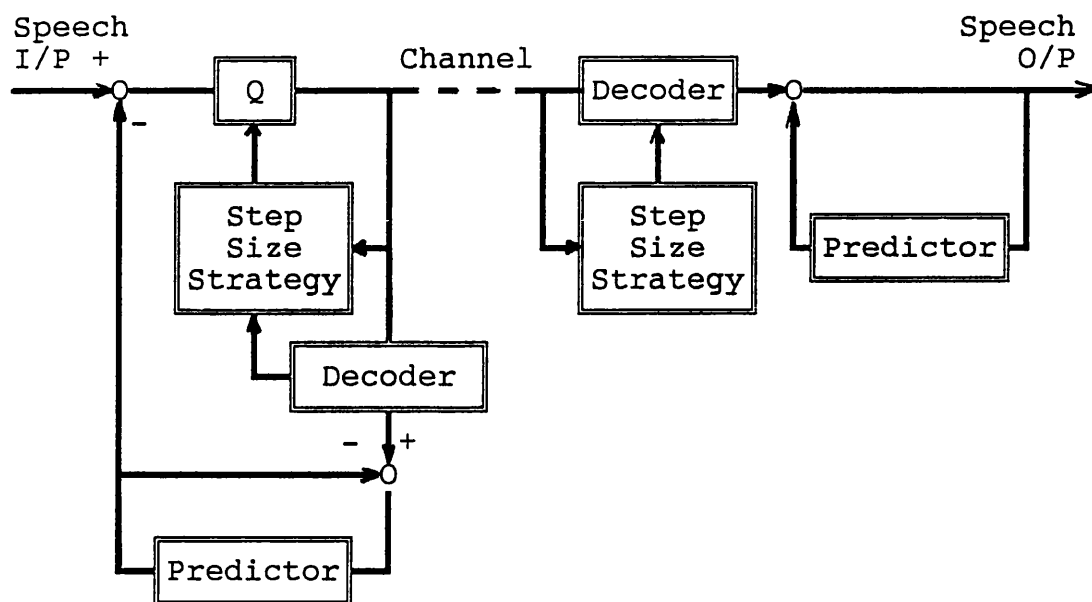 Speech
I/P +
-
Q
Channel
Decoder
Speech
O/P
Step
Size
Strategy
Step
Size
Strategy
Predictor
Decoder
- +
Predictor